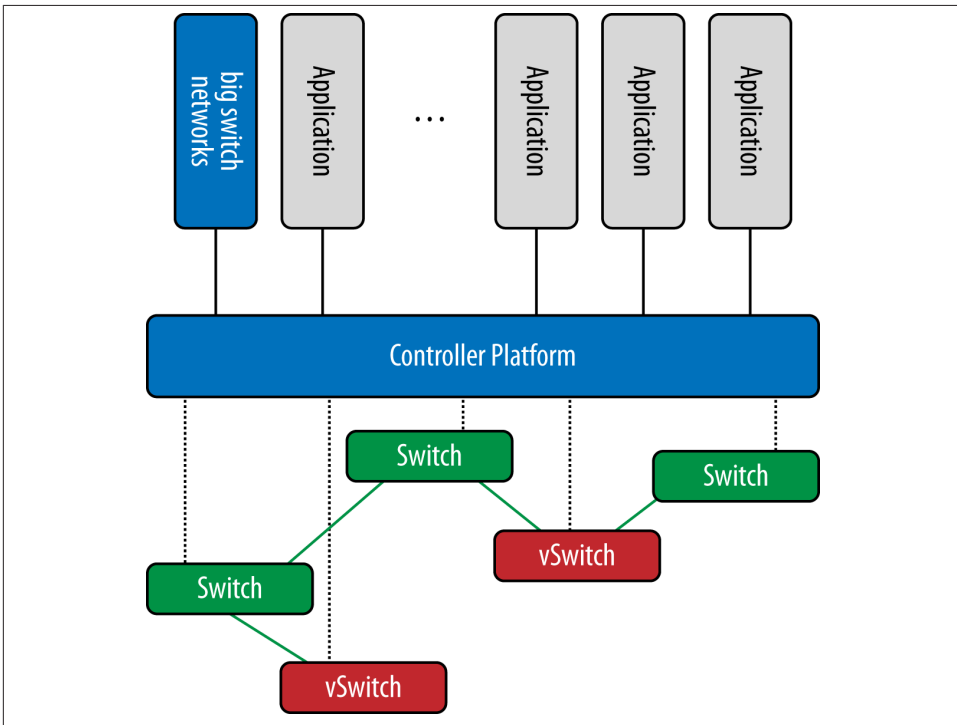 big switch
networks
Application
...
Application
Application
Application
Controller Platform
Switch
Switch
vSwitch
Switch
vSwitch